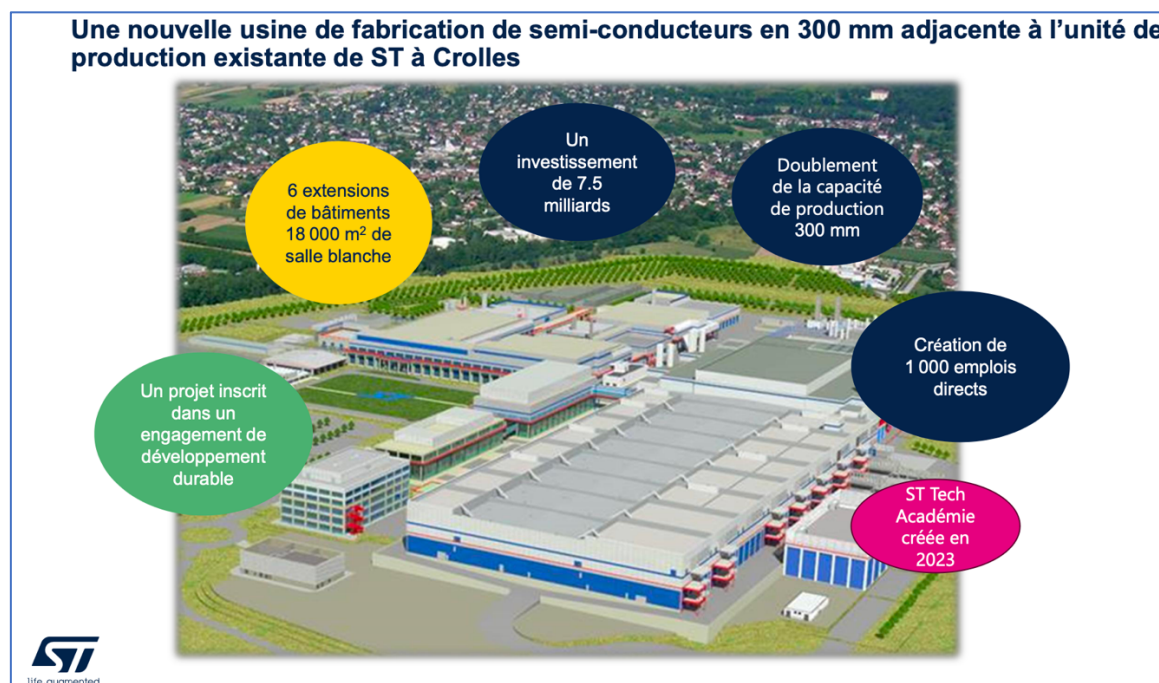 Une nouvelle usine de fabrication de semi-conducteurs en 300 mm adjacente à l’unité de
production existante de ST à Crolles
Un
investissement
de 7.5
milliards
Doublement
de la capacité
de production
300 mm
6 extensions
de bâtiments
18 000 m² de
salle blanche
Création de
1 000 emplois
directs
Un projet inscrit
dans un
engagement de
développement
durable
ST Tech
Académie
créée en
2023
ST
life.augmented